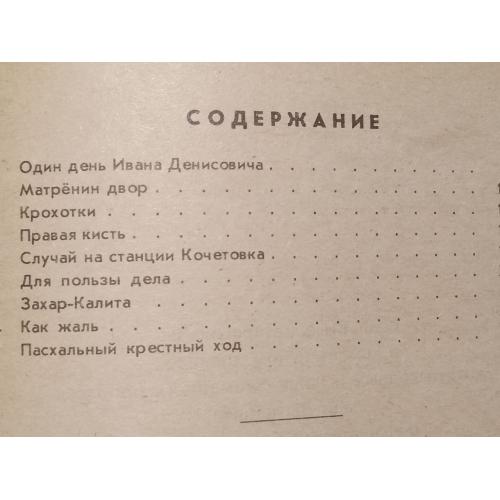 СОДЕРЖАНИЕ
Один день Ивана Денисовича . . . . . . . . .
Матрёнин двор . . . . . . . . . . . . . .
Крохотки . . . . . . . . . . . . . . . .
Правая кисть . . . . . . . . . . . . . . .
Случай на станции Кочетовка . . . . . . . . .
Для пользы дела . . . . . . . . . . . . .
Захар-Калита . . . . . . . . . . . . . .
Как жаль . . . . . . . . . . . . . . . .
Пасхальный крестный ход . . . . . . . . . .